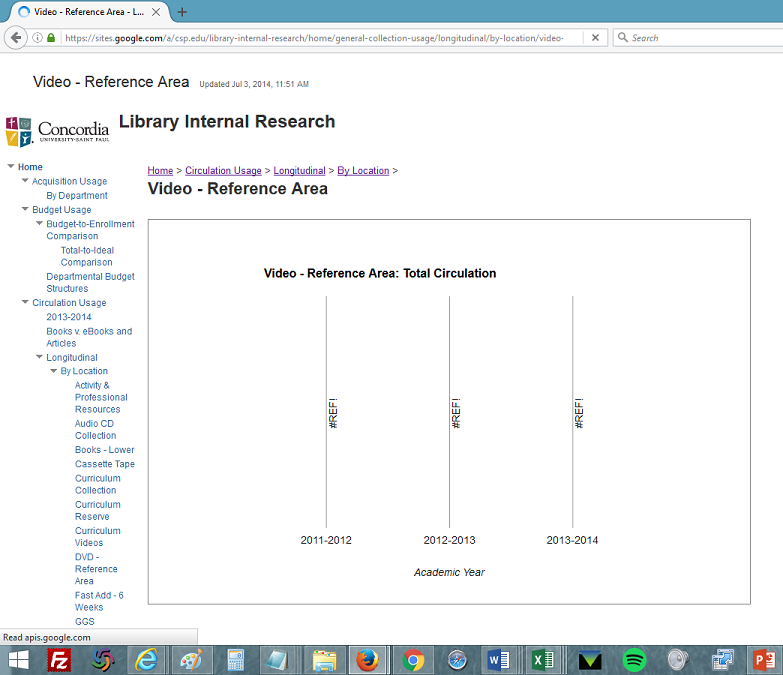 Video - Reference Area - L...
https://sites.google.com/a/csp.edu/library-internal-research/home/general-collection-usage/longitudinal/by-location/video-
Search
Video - Reference Area Updated Jul 3, 2014, 11:51 AM
Concordia
UNIVERSITY·SAINT PAUL
Library Internal Research
Home
Acquisition Usage
By Department
Budget Usage
Budget-to-Enrollment
Comparison
Total-to-Ideal
Comparison
Departmental Budget
Structures
Circulation Usage
2013-2014
Books v. eBooks and
Articles
Longitudinal
By Location
Activity &
Professional
Resources
Audio CD
Collection
Books - Lower
Cassette Tape
Curriculum
Collection
Curriculum
Reserve
Curriculum
Videos
DVD -
Reference
Area
Fast Add - 6
Weeks
GGS
Home > Circulation Usage > Longitudinal > By Location >
Video - Reference Area
Video - Reference Area: Total Circulation
#REF!
#REF!
#REF!
2011-2012 2012-2013 2013-2014
Academic Year
Read apis.google.com